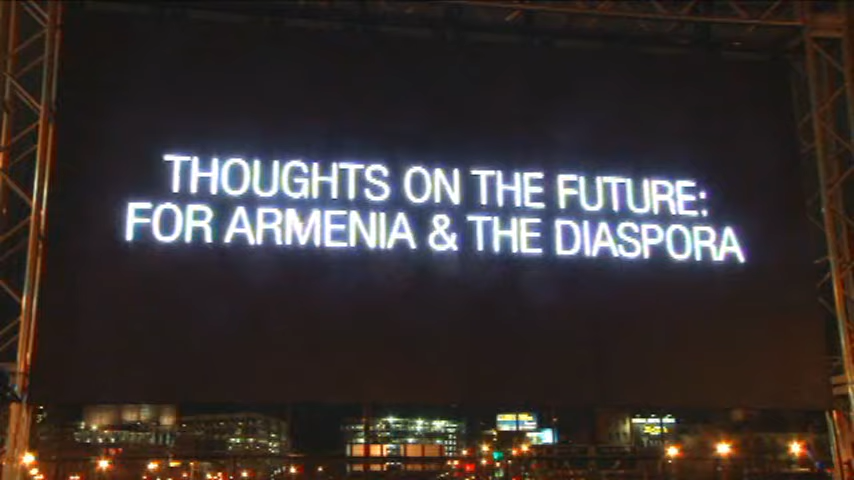 THOUGHTS ON THE FUTURE:
FOR ARMENIA & THE DIASPORA